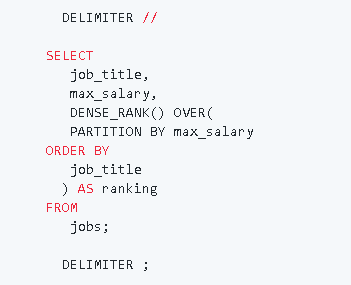 DELIMITER //
SELECT
job_title,
max_salary,
DENSE_RANK() OVER(
PARTITION BY max_salary
ORDER BY
job_title
) AS ranking
FROM
jobs;
DELIMITER ;